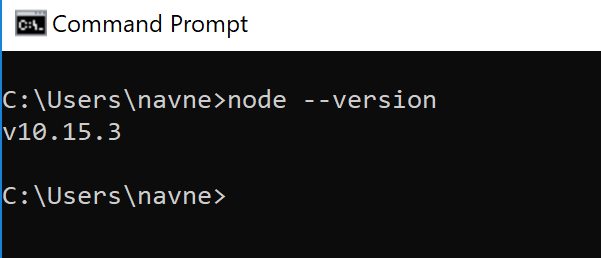 Command Prompt
C:\Users\navne>node --version
v10.15.3
C:\Users\navne>